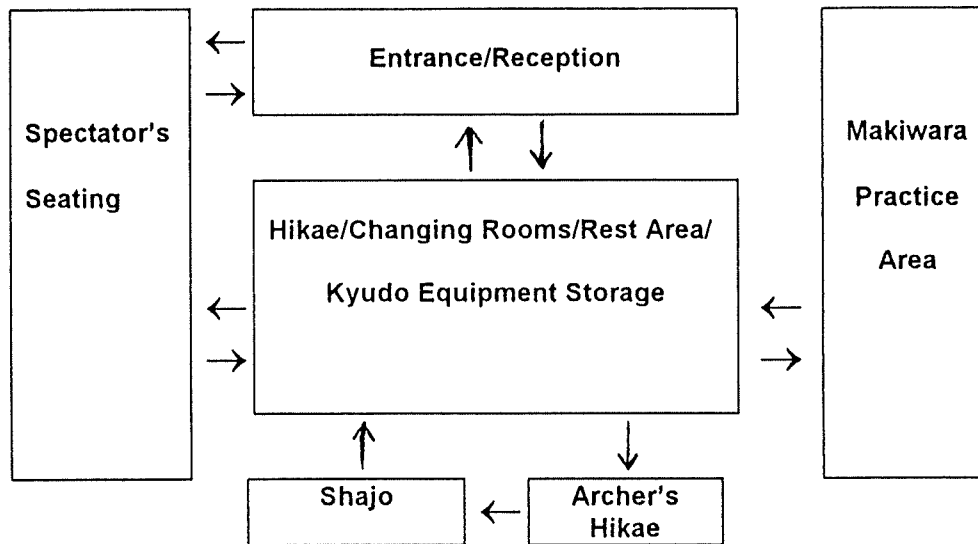 Entrance/Reception
Spectator's
Seating
Makiwara
Practice
Area
Hikae/Changing Rooms/Rest Area/
Kyudo Equipment Storage
Shajo
Archer's
Hikae